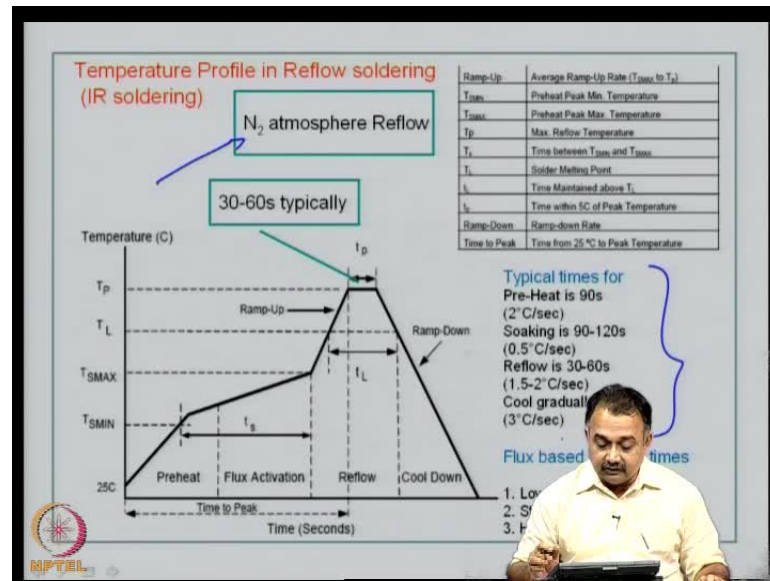 Temperature Profile in Reflow soldering
(IR soldering)
N2 atmosphere Reflow
30-60s typically
Ramp-Up Average Ramp-Up Rate (TSMAX to Tp)
TSMIN Preheat Peak Min. Temperature
TSMAX Preheat Peak Max. Temperature
Tp Max. Reflow Temperature
Time between TSMIN and TSMAX
TL Solder Melting Point
tL Time Maintained above TL
tp Time within 5C of Peak Temperature
Ramp-Down Ramp-down Rate
Time to Peak Time from 25 ºC to Peak Temperature
Temperature (C)
tp
TP
Ramp-Up
TL
Ramp-Down
TSMAX
tL
TSMIN
ts
Preheat Flux Activation Reflow Cool Down
25C
Time to Peak
Time (Seconds)
Typical times for
Pre-Heat is 90s
(2°C/sec)
Soaking is 90-120s
(0.5°C/sec)
Reflow is 30-60s
(1.5-2°C/sec)
Cool
(3°C/sec)
Flux based times
1.
2.
3.
NPTEL